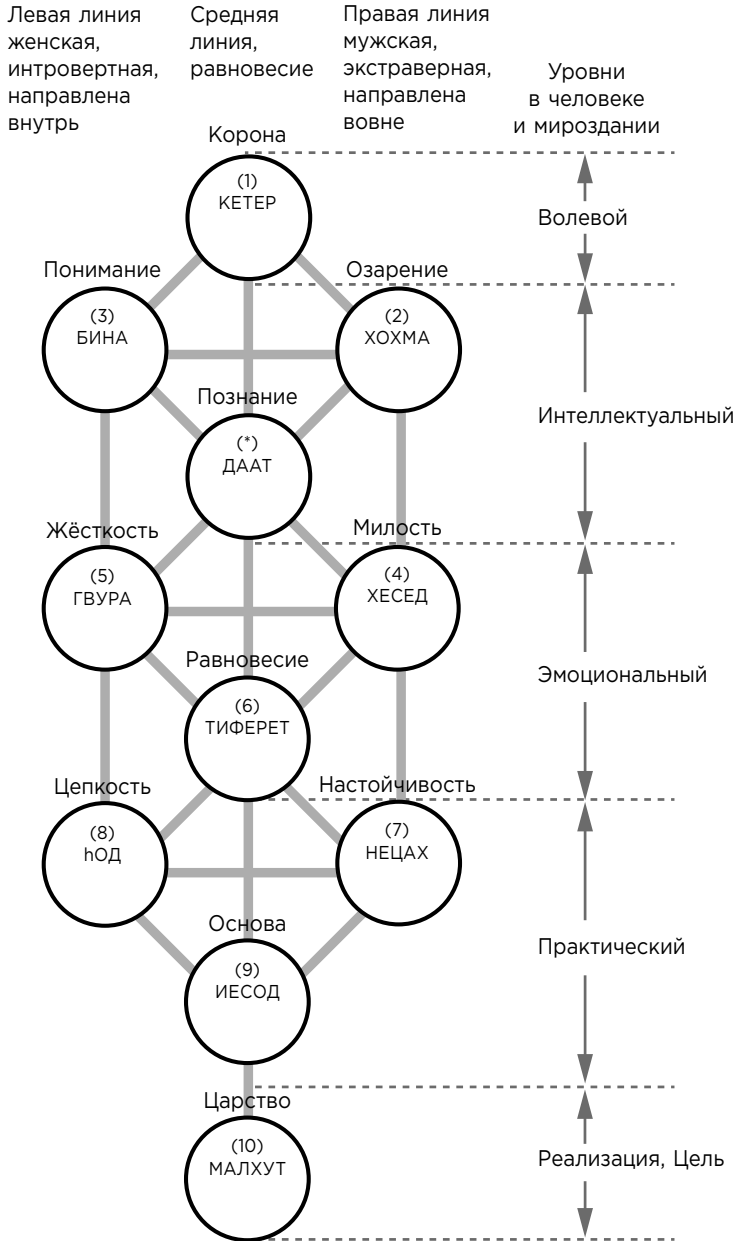 Левая линия
женская,
интровертная,
направлена
внутрь
Средняя
линия,
равновесие
Правая линия
мужская,
экстраверная,
направлена
вовне
Уровни
в человеке
и мироздании
Корона
(1)
КЕТЕР
Волевой
Понимание
Озарение
(3)
БИНА
(2)
ХОХМА
Познание
(*)
ДААТ
Интеллектуальный
Жёсткость
Милость
(5)
ГВУРА
(4)
ХЕСЕД
Равновесие
(6)
ТИФЕРЕТ
Эмоциональный
Цепкость
Настойчивость
(8)
hОД
(7)
НЕЦАХ
Основа
(9)
ИЕСОД
Практический
Царство
(10)
МАЛХУТ
Реализация, Цель